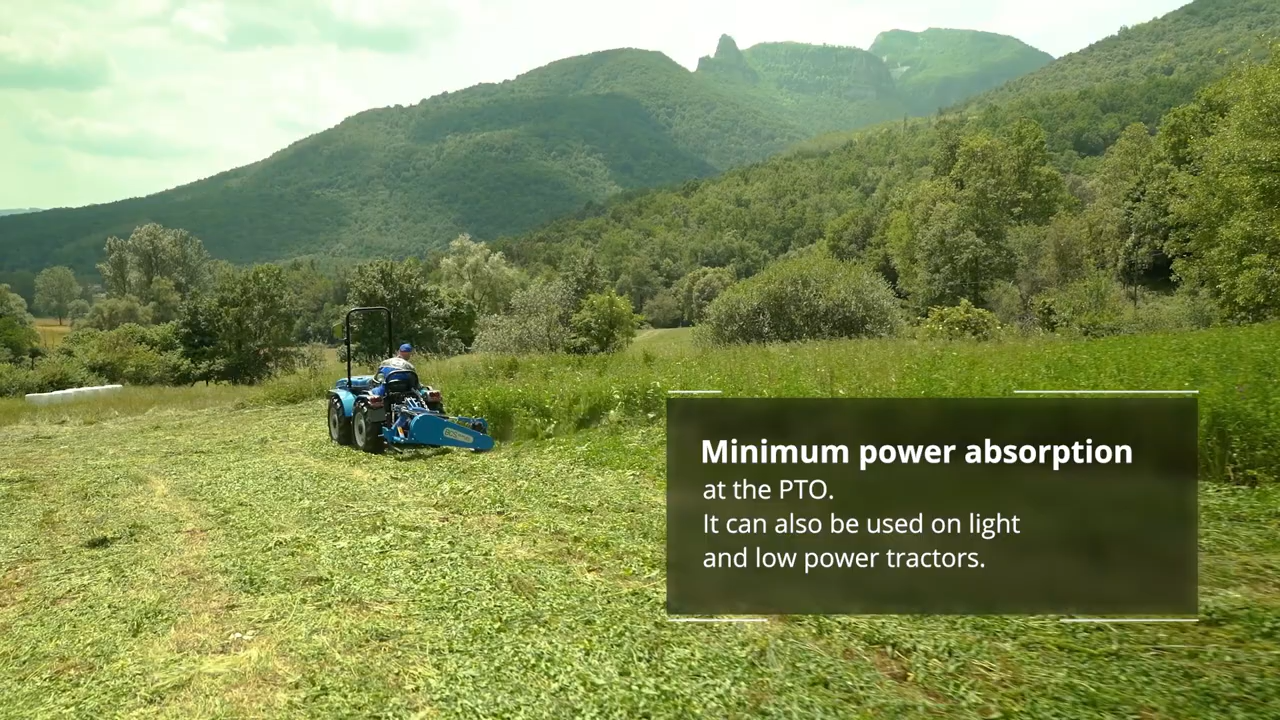 Minimum power absorption
at the PTO.
It can also be used on light
and low power tractors.